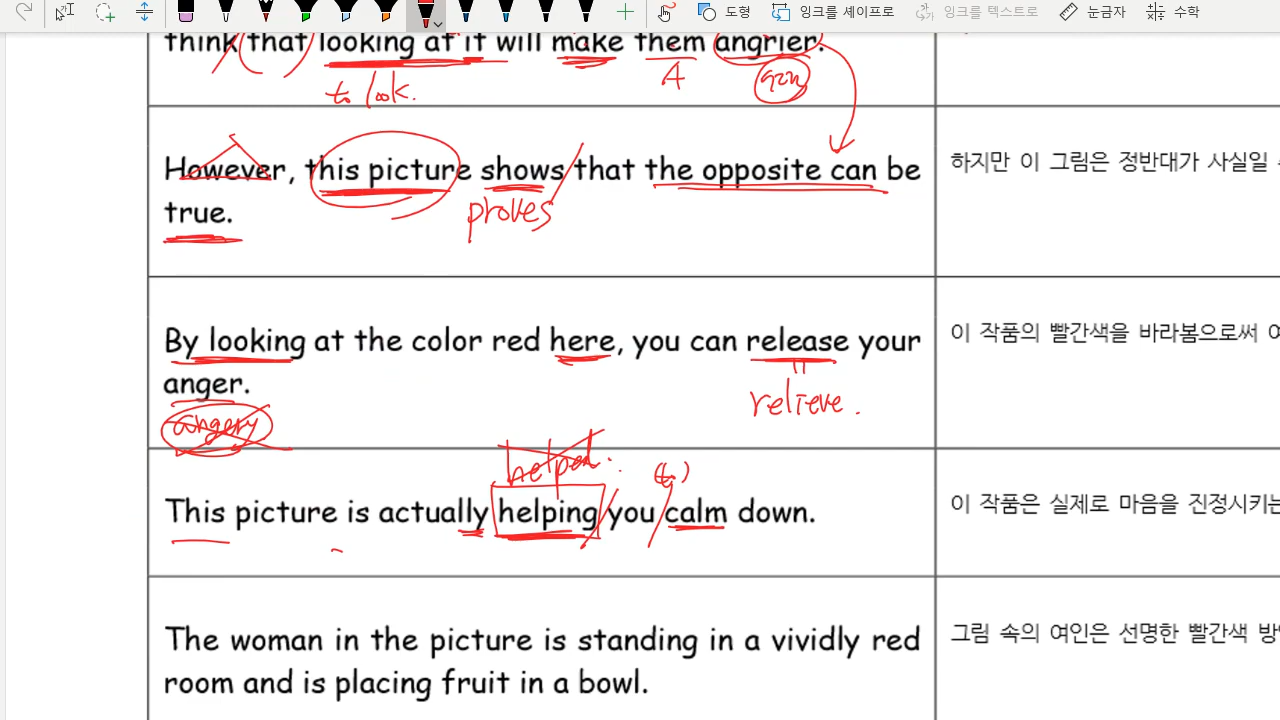 도형 잉크를 셰이프로 잉크를 텍스트로 눈금자 수학
think that looking at it will make them angrier.
to look. A
However, this picture shows that the opposite can be
true.
proves
하지만 이 그림은 정반대가 사실일
By looking at the color red here, you can release your
anger.
relieve.
angery
이 작품의 빨간색을 바라봄으로써
helped.
(to)
This picture is actually helping you calm down.
이 작품은 실제로 마음을 진정시키는
The woman in the picture is standing in a vividly red
room and is placing fruit in a bowl.
그림 속의 여인은 선명한 빨간색